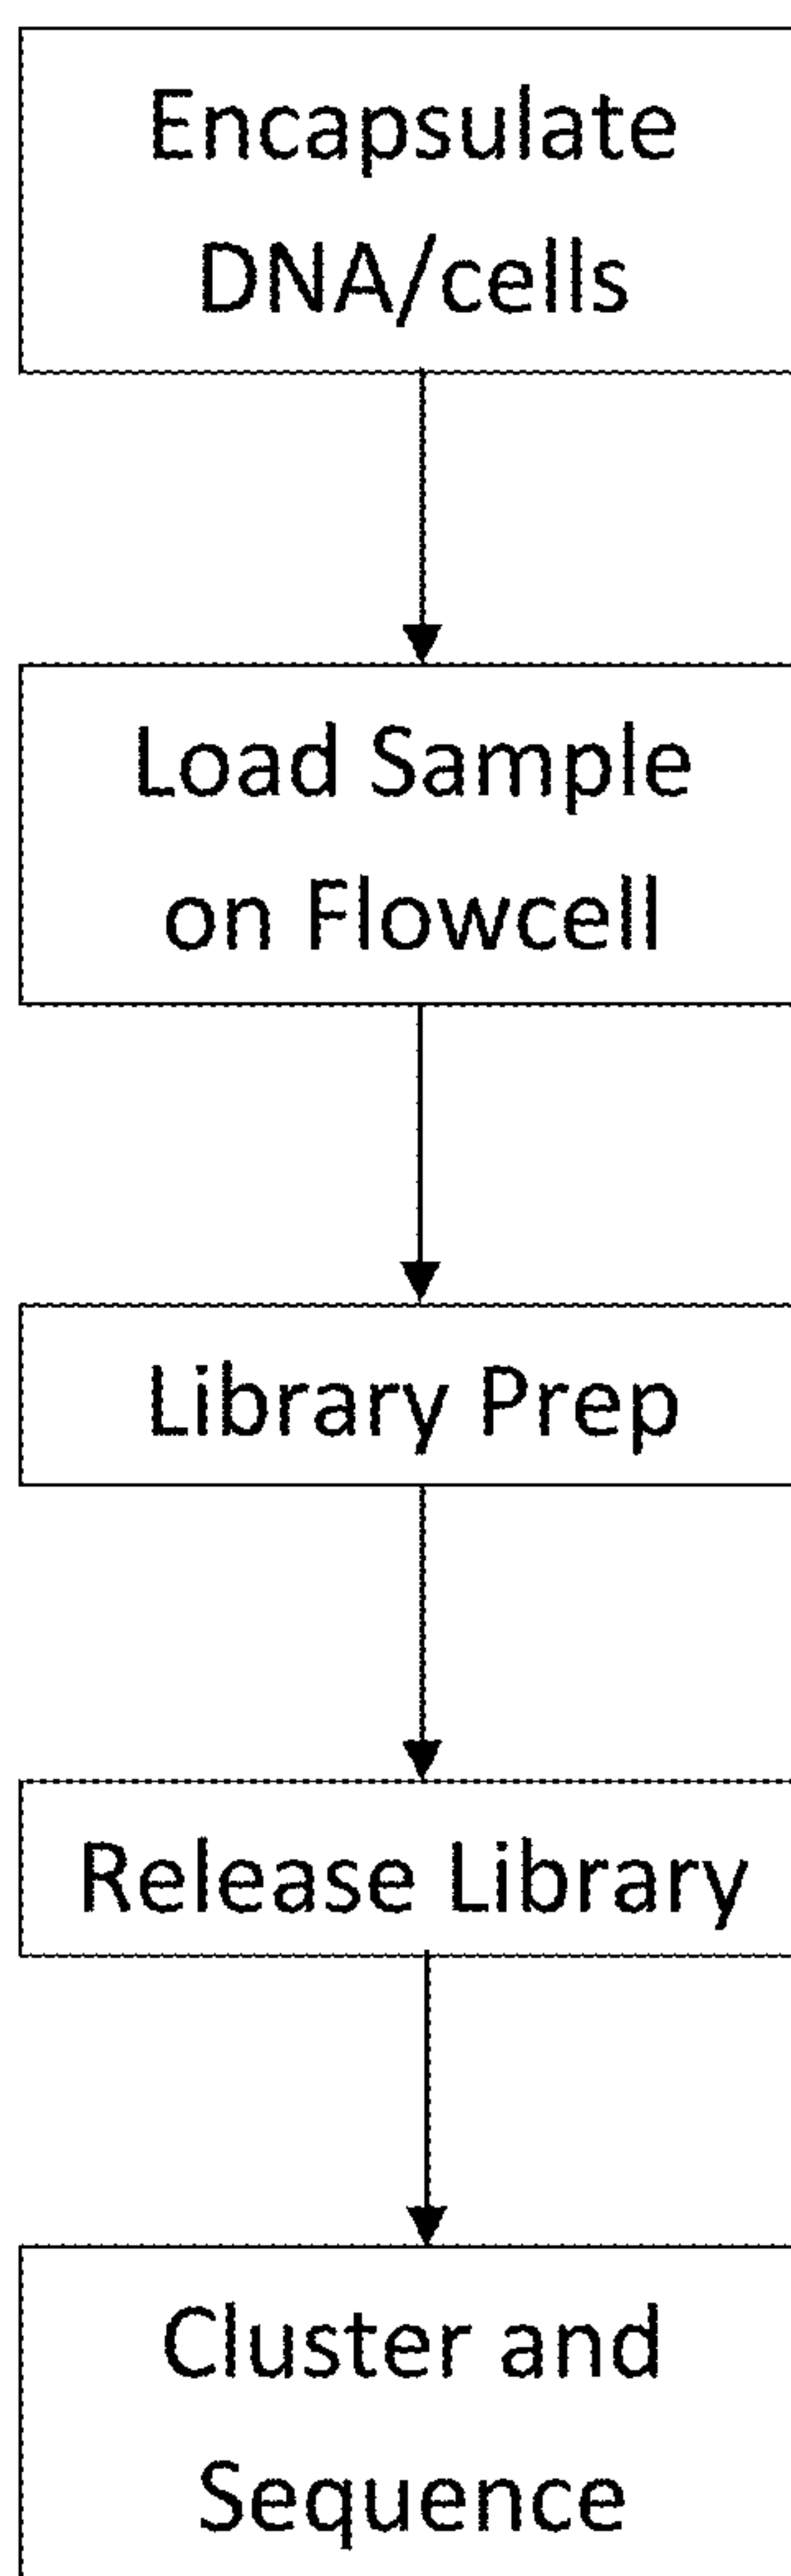 Encapsulate
DNA/cells
Load Sample
on Flowcell
Library Prep
Release Library
Cluster and
Sequence